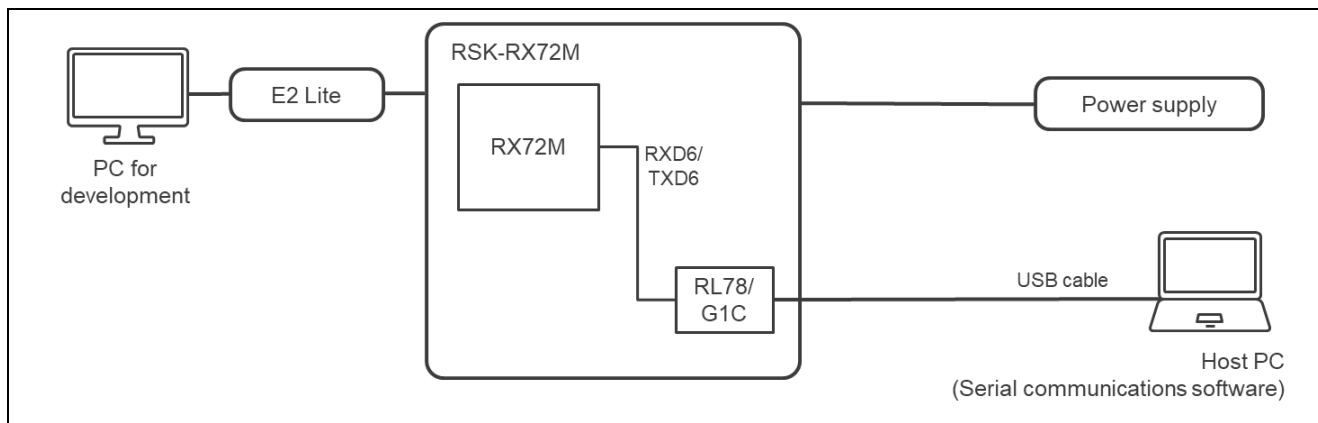 RSK-RX72M
E2 Lite
Power supply
RX72M
RXD6/
TXD6
PC for
development
RL78/
G1C
USB cable
Host PC
(Serial communications software)